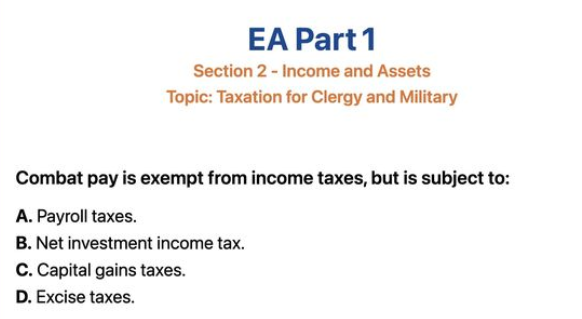 EA Part 1
Section 2 - Income and Assets
Topic: Taxation for Clergy and Military
Combat pay is exempt from income taxes, but is subject to:
A. Payroll taxes.
B. Net investment income tax.
C. Capital gains taxes.
D. Excise taxes.